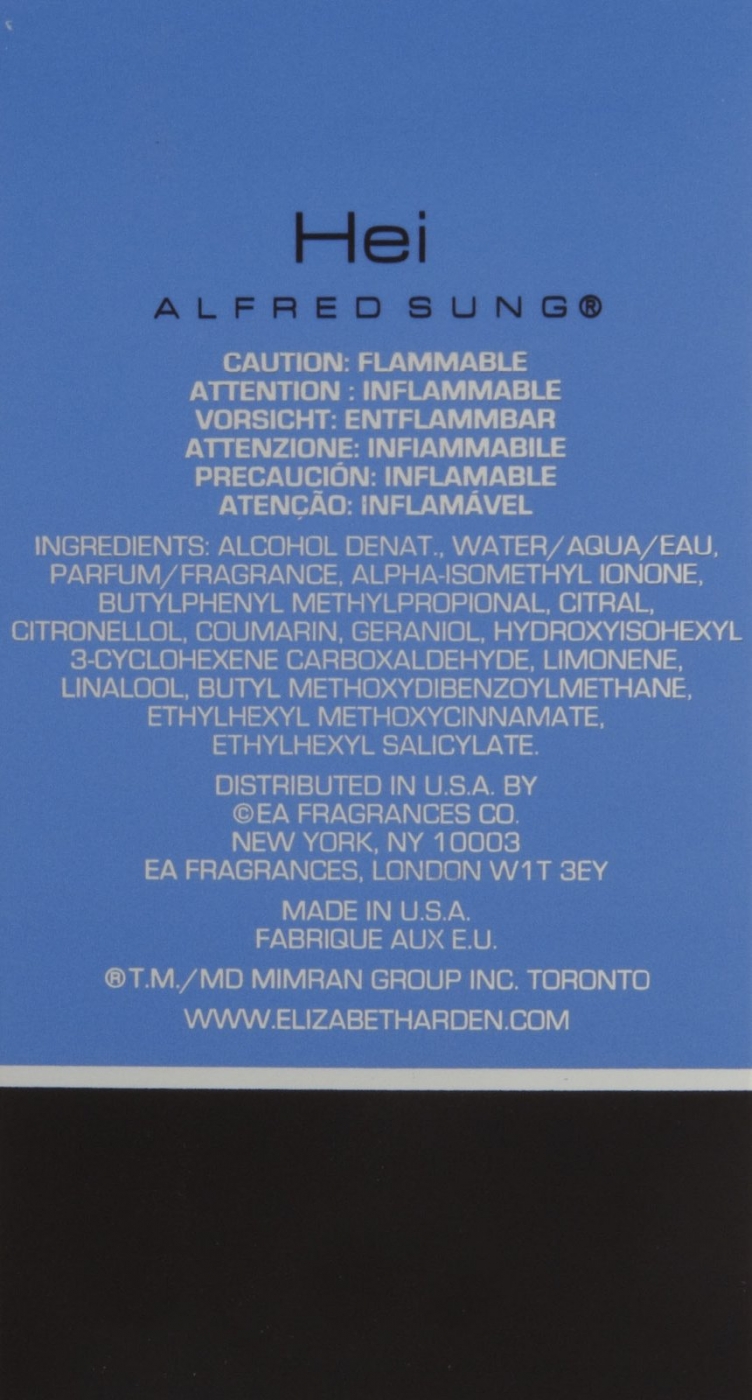 Hei
ALFRED SUNG®
CAUTION: FLAMMABLE
ATTENTION : INFLAMMABLE
VORSICHT: ENTFLAMMBAR
ATTENZIONE: INFIAMMABILE
PRECAUCIÓN: INFLAMABLE
ATENÇÃO: INFLAMÁVEL
INGREDIENTS: ALCOHOL DENAT., WATER/AQUA/EAU,
PARFUM/FRAGRANCE, ALPHA-ISOMETHYL IONONE,
BUTYLPHENYL METHYLPROPIONAL, CITRAL,
CITRONELLOL, COUMARIN, GERANIOL, HYDROXYISOHEXYL
3-CYCLOHEXENE CARBOXALDEHYDE, LIMONENE,
LINALOOL, BUTYL METHOXYDIBENZOYLMETHANE,
ETHYLHEXYL METHOXYCINNAMATE,
ETHYLHEXYL SALICYLATE.
DISTRIBUTED IN U.S.A. BY
©EA FRAGRANCES CO.
NEW YORK, NY 10003
EA FRAGRANCES, LONDON W1T 3EY
MADE IN U.S.A.
FABRIQUE AUX E.U.
®T.M./MD MIMRAN GROUP INC. TORONTO
WWW.ELIZABETHARDEN.COM